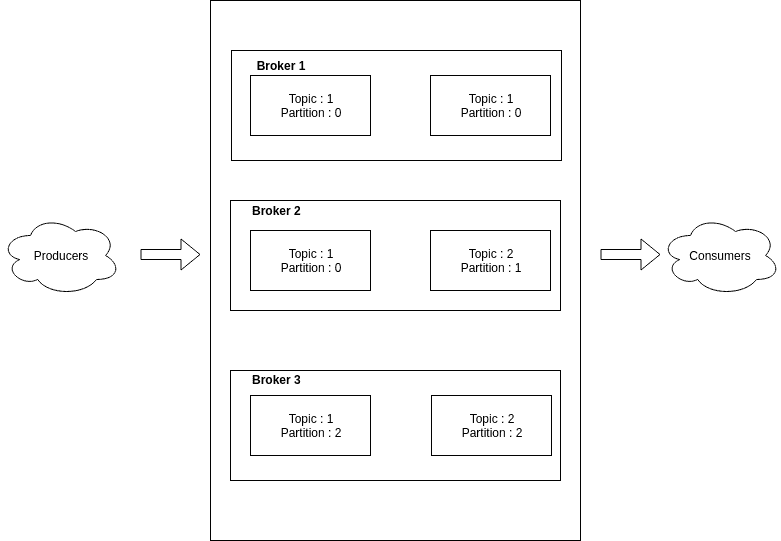 Broker 1
Topic : 1
Partition : 0
Topic : 1
Partition : 0
Broker 2
Topic : 1
Partition : 0
Topic : 2
Partition : 1
Producers
Consumers
Broker 3
Topic : 1
Partition : 2
Topic : 2
Partition : 2